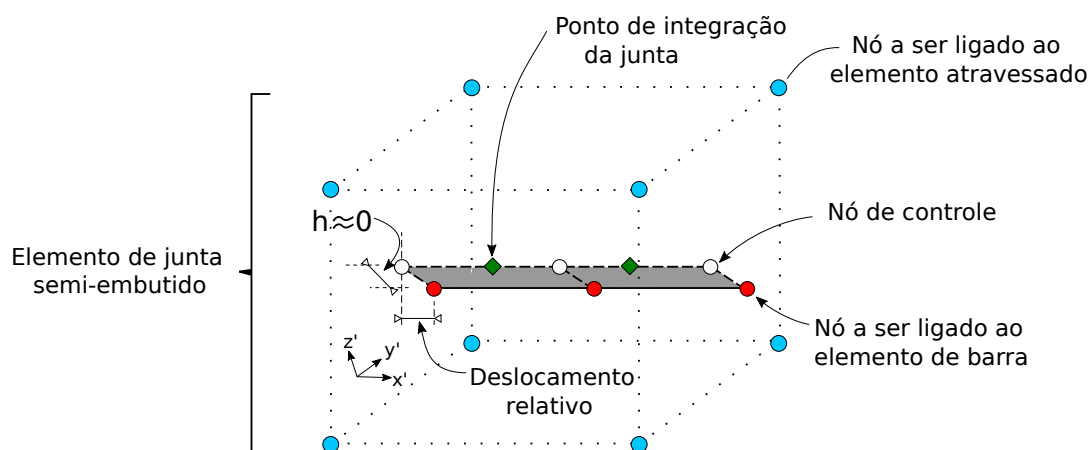 Ponto de integração
da junta
Nó a ser ligado ao
elemento atravessado
h≈0
Nó de controle
Elemento de junta
semi-embutido
Nó a ser ligado ao
elemento de barra
z'
y'
x'
Deslocamento
relativo